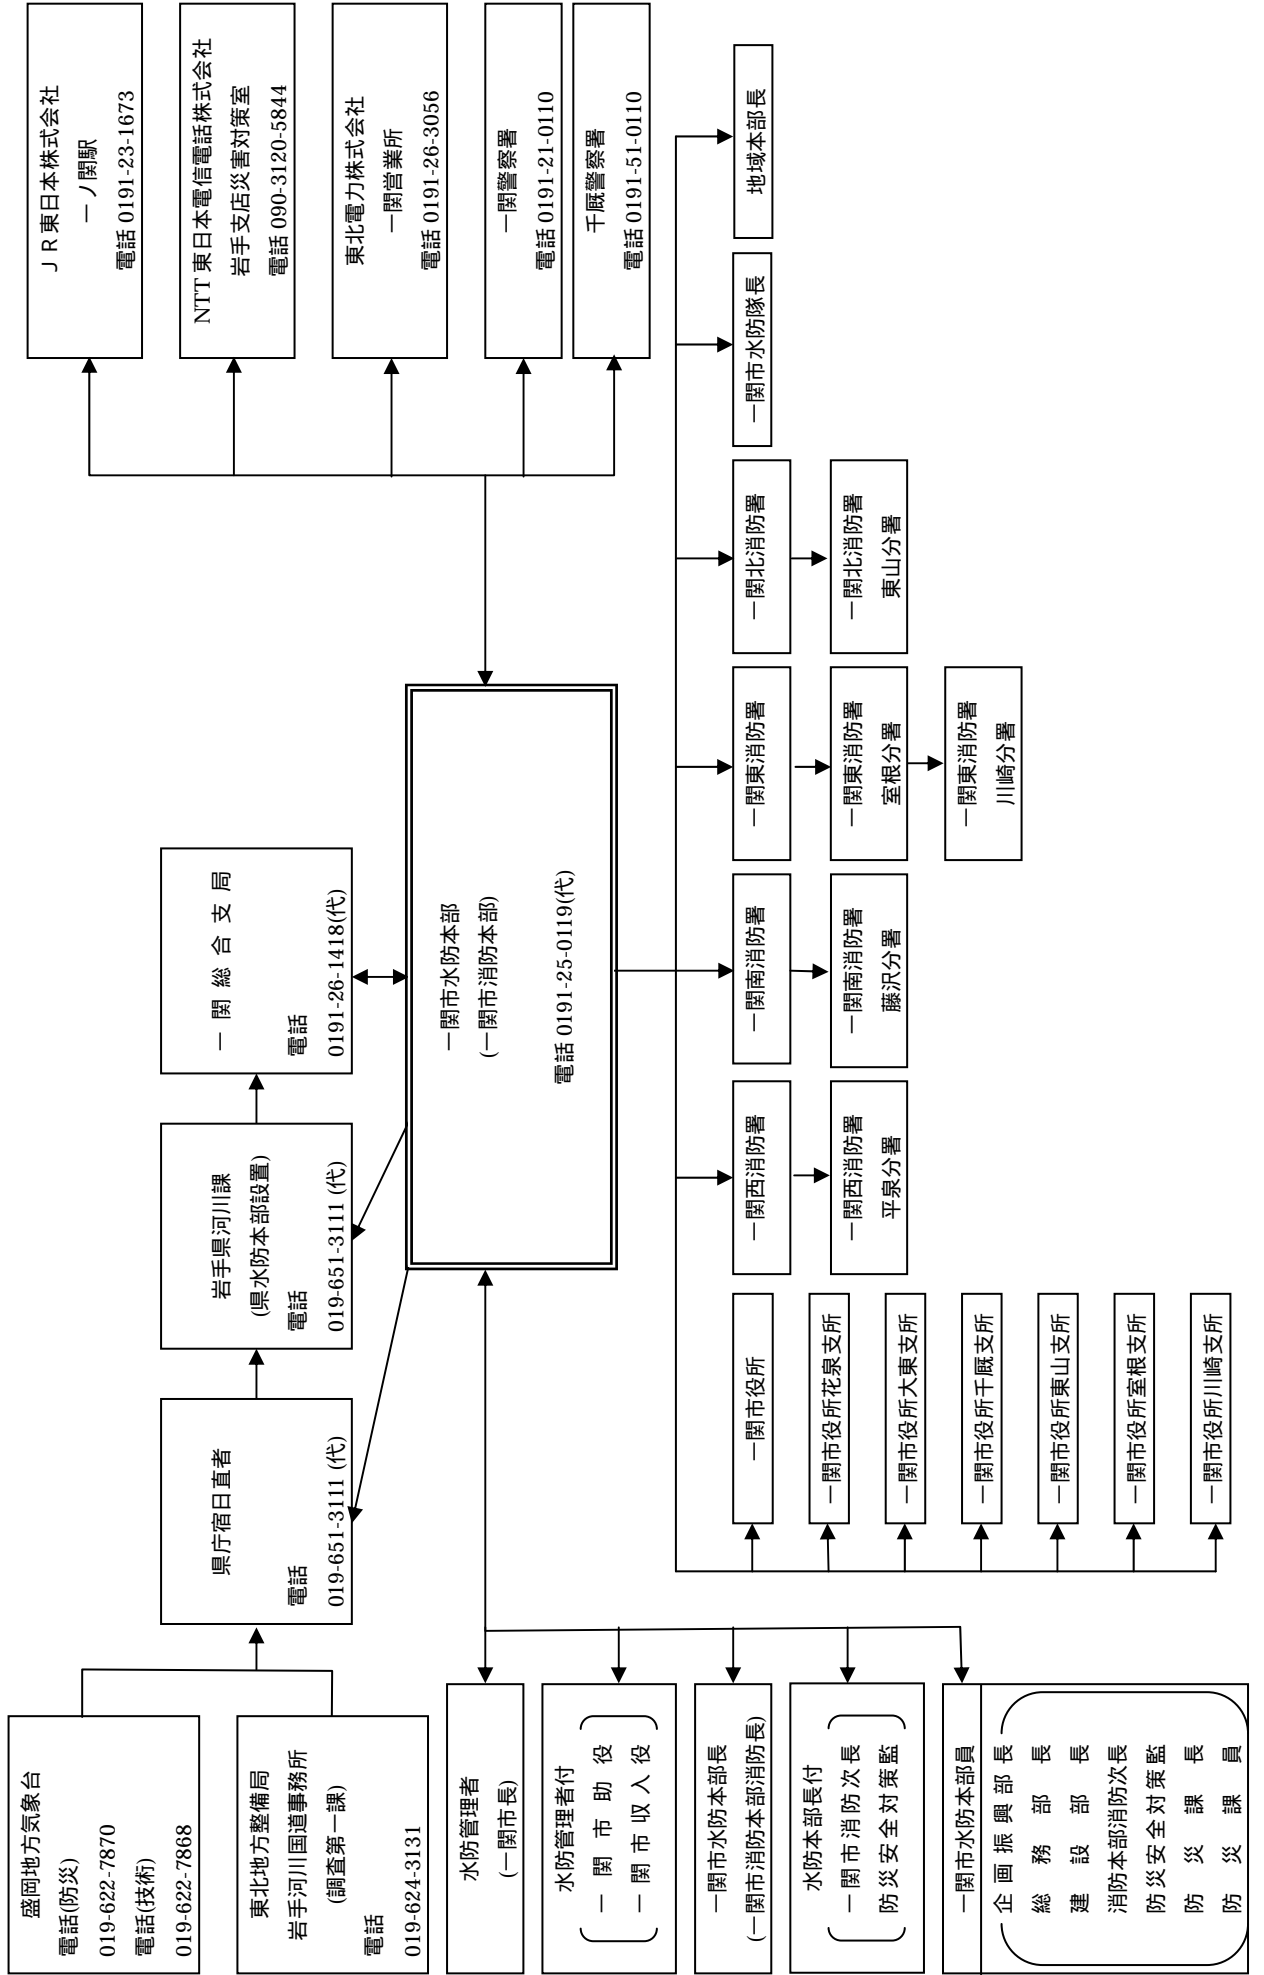 盛岡地方気象台
電話(防災)
019-622-7870
電話(技術)
019-622-7868
東北地方整備局
岩手河川国道事務所
(調査第一課)
電話
019-624-3131
県庁宿日直者
電話
019-651-3111 (代)
岩手県河川課
(県水防本部設置)
電話
019-651-3111 (代)
一 関 総 合 支 局
電話
0191-26-1418(代)
ＪＲ東日本株式会社
一ノ関駅
電話 0191-23-1673
NTT 東日本電信電話株式会社
岩手支店災害対策室
電話 090-3120-5844
東北電力株式会社
一関営業所
電話 0191-26-3056
一関警察署
電話 0191-21-0110
千厩警察署
電話 0191-51-0110
一関市水防本部
(一関市消防本部)
電話 0191-25-0119(代)
水防管理者
(一関市長)
水防管理者付
一 関 市 助 役
一 関 市 収 入 役
一関市水防本部長
(一関市消防本部消防長)
水防本部長付
一関市消防次長
防災安全対策監
一関市水防本部員
企 画 振 興 部 長
総 務 部 長
建 設 部 長
消防本部消防次長
防災安全対策監
防 災 課 長
防 災 課 員
一関市役所
一関市役所花泉支所
一関市役所大東支所
一関市役所千厩支所
一関市役所東山支所
一関市役所室根支所
一関市役所川崎支所
一関西消防署
一関西消防署
平泉分署
一関南消防署
一関南消防署
藤沢分署
一関東消防署
一関東消防署
室根分署
一関東消防署
川崎分署
一関北消防署
一関北消防署
東山分署
一関市水防隊長
地域本部長